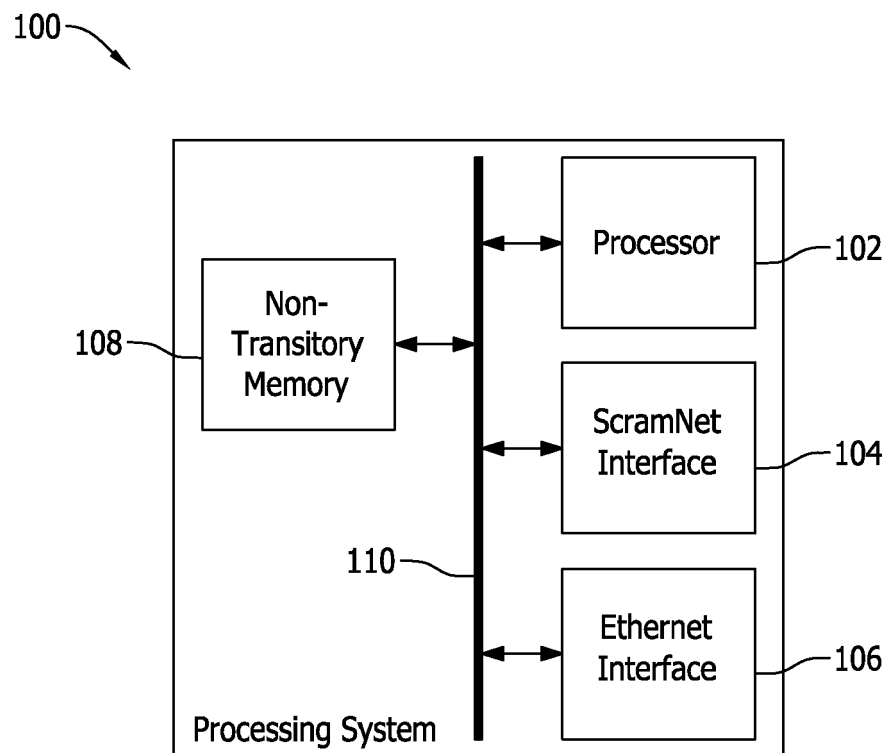 100
Processor
102
Non-
Transitory
Memory
108
ScramNet
Interface
104
110
Ethernet
Interface
106
Processing System